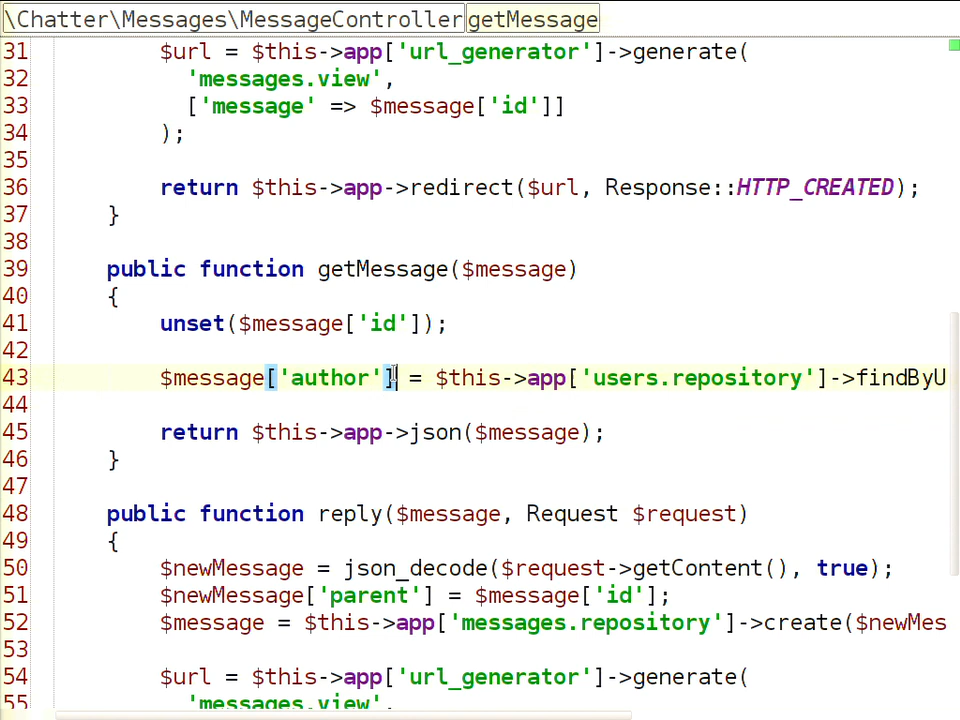 \Chatter\Messages\MessageController getMessage
31 $url = $this->app['url_generator']->generate(
32 'messages.view',
33 ['message' => $message['id']]
34 );
35
36 return $this->app->redirect($url, Response::HTTP_CREATED);
37 }
38
39 public function getMessage($message)
40 {
41 unset($message['id']);
42
43 $message['author'] = $this->app['users.repository']->findByU
44
45 return $this->app->json($message);
46 }
47
48 public function reply($message, Request $request)
49 {
50 $newMessage = json_decode($request->getContent(), true);
51 $newMessage['parent'] = $message['id'];
52 $message = $this->app['messages.repository']->create($newMes
53
54 $url = $this->app['url_generator']->generate(
55 'messages.view',